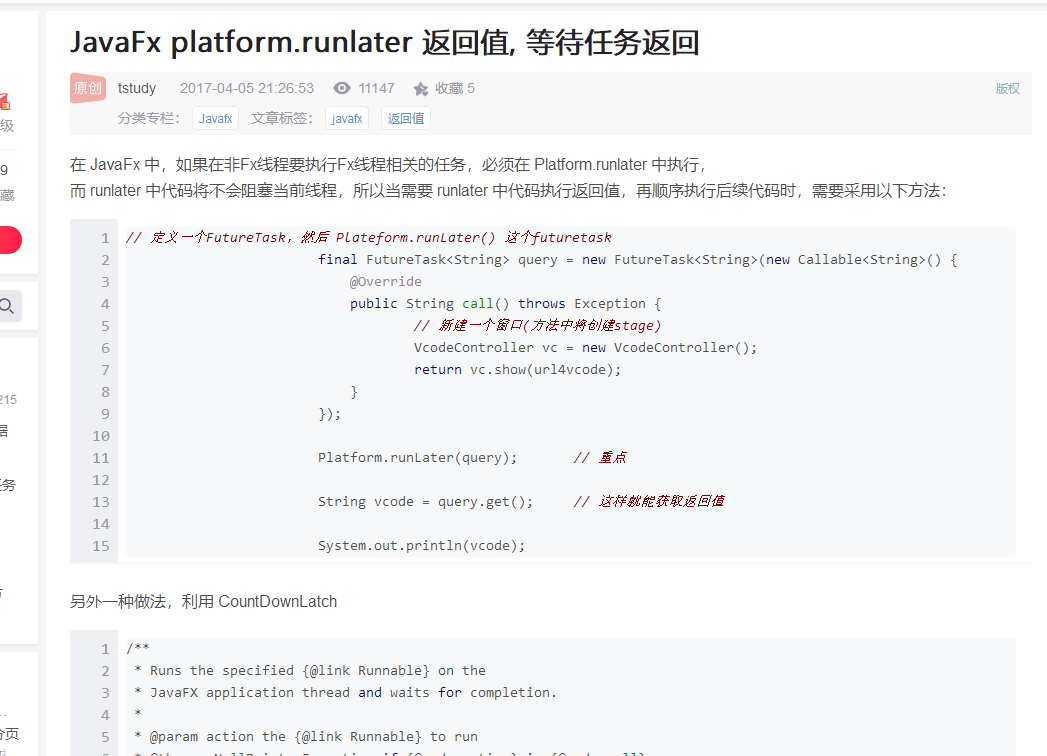 JavaFx platform.runlater 返回值, 等待任务返回
原创 tstudy 2017-04-05 21:26:53 11147 收藏 5 版权
分类专栏： Javafx 文章标签： javafx 返回值
级
9
藏
215
居
务
方
分页
在 JavaFx 中，如果在非Fx线程要执行Fx线程相关的任务，必须在 Platform.runlater 中执行，
而 runlater 中代码将不会阻塞当前线程，所以当需要 runlater 中代码执行返回值，再顺序执行后续代码时，需要采用以下方法：
1 // 定义一个FutureTask，然后 PLateform.runLater() 这个futuretask
2 final FutureTask<String> query = new FutureTask<String>(new Callable<String>() {
3 @Override
4 public String call() throws Exception {
5 // 新建一个窗口(方法中将创建stage)
6 VcodeController vc = new VcodeController();
7 return vc.show(url4vcode);
8 }
9 });
10
11 Platform.runLater(query); // 重点
12
13 String vcode = query.get(); // 这样就能获取返回值
14
15 System.out.println(vcode);
另外一种做法，利用 CountDownLatch
1 /**
2 * Runs the specified {@link Runnable} on the
3 * JavaFX application thread and waits for completion.
4 *
5 * @param action the {@link Runnable} to run